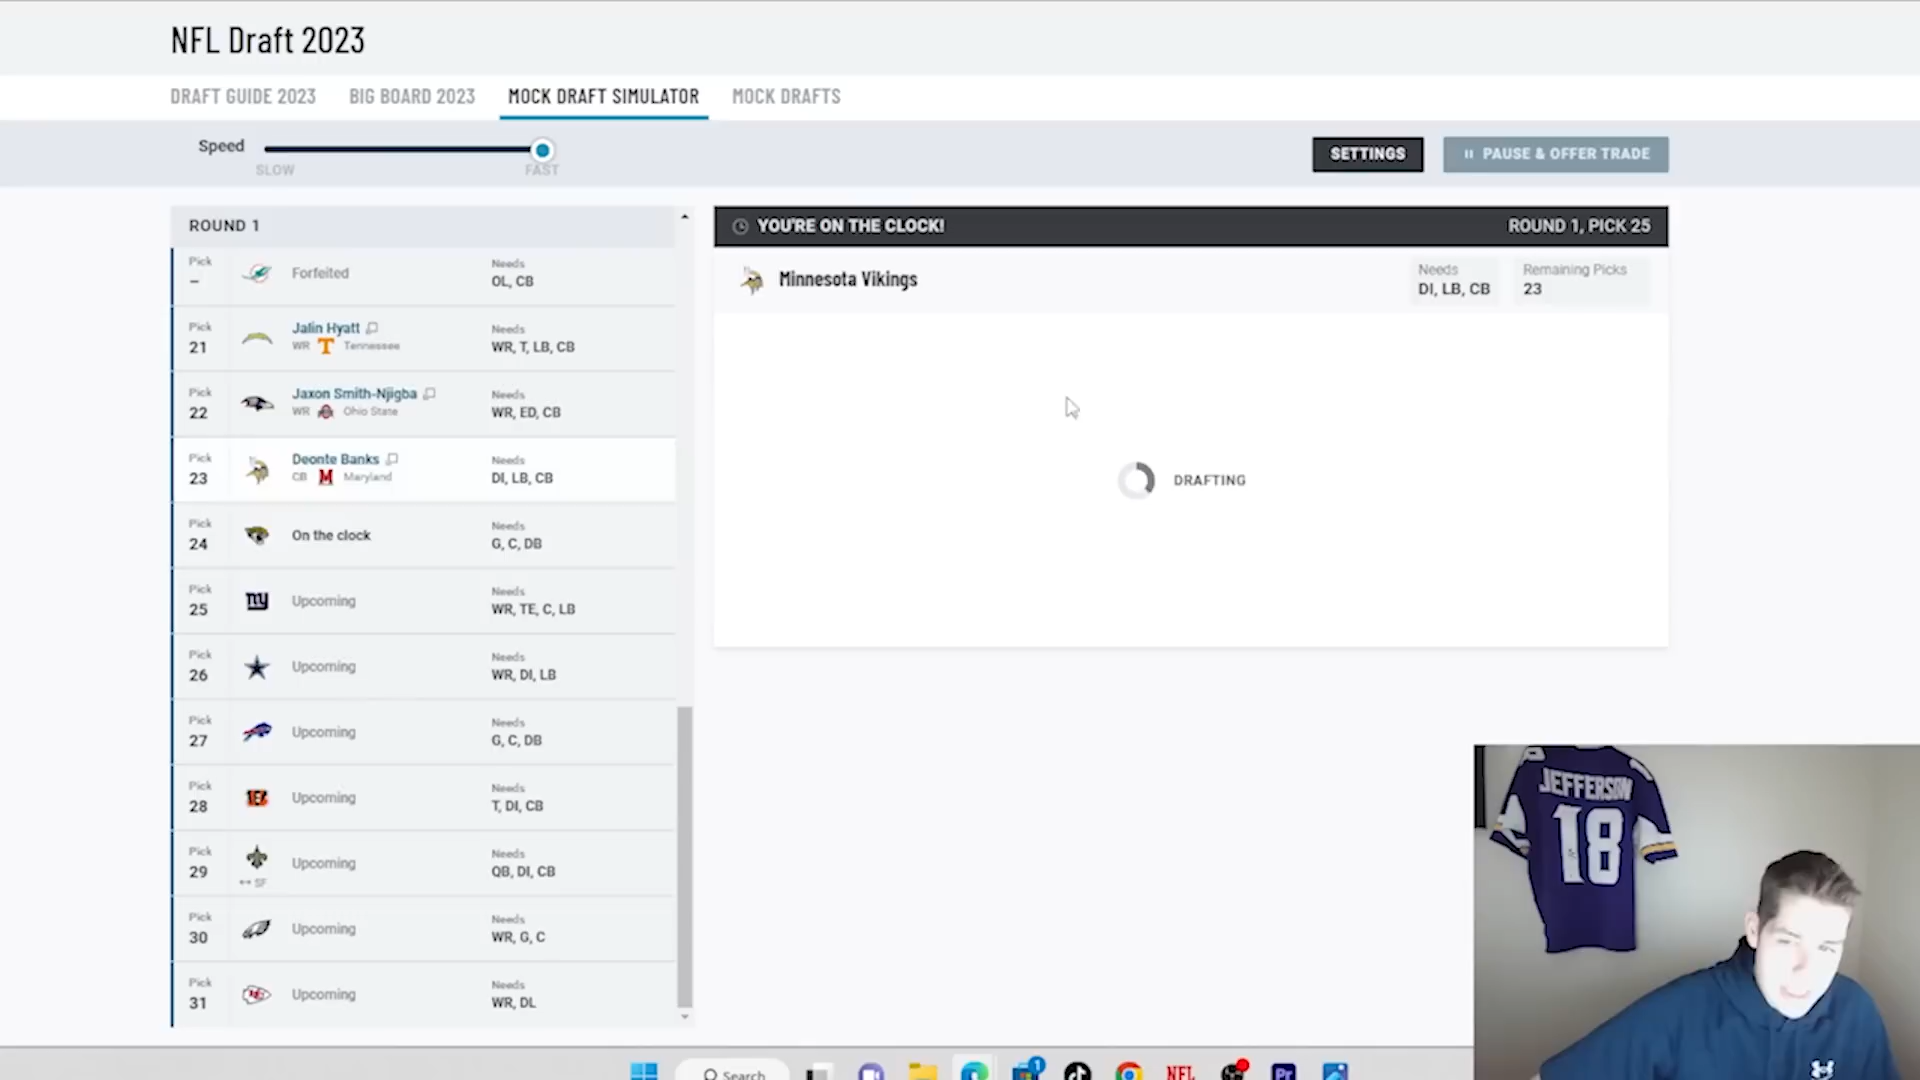 NFL Draft 2023
DRAFT GUIDE 2023 BIG BOARD 2023 MOCK DRAFT SIMULATOR MOCK DRAFTS
Speed
SLOW FAST
SETTINGS
PAUSE & OFFER TRADE
ROUND 1
Pick
–
Forfeited
Needs
OL, CB
Pick
21
Jalin Hyatt
WR T Tennessee
Needs
WR, T, LB, CB
Pick
22
Jaxon Smith-Njigba
WR Ohio State
Needs
WR, ED, CB
Pick
23
Deonte Banks
CB M Maryland
Needs
DI, LB, CB
Pick
24
On the clock
Needs
G, C, DB
Pick
25
ny
Upcoming
Needs
WR, TE, C, LB
Pick
26
Upcoming
Needs
WR, DI, LB
Pick
27
Upcoming
Needs
G, C, DB
Pick
28
Upcoming
Needs
T, DI, CB
Pick
29
SF
Upcoming
Needs
QB, DI, CB
Pick
30
Upcoming
Needs
WR, G, C
Pick
31
Upcoming
Needs
WR, DL
YOU'RE ON THE CLOCK!
ROUND 1, PICK 25
Minnesota Vikings
Needs
DI, LB, CB
Remaining Picks
23
DRAFTING
JEFFERSON
18
Search
1
NFL
Pr